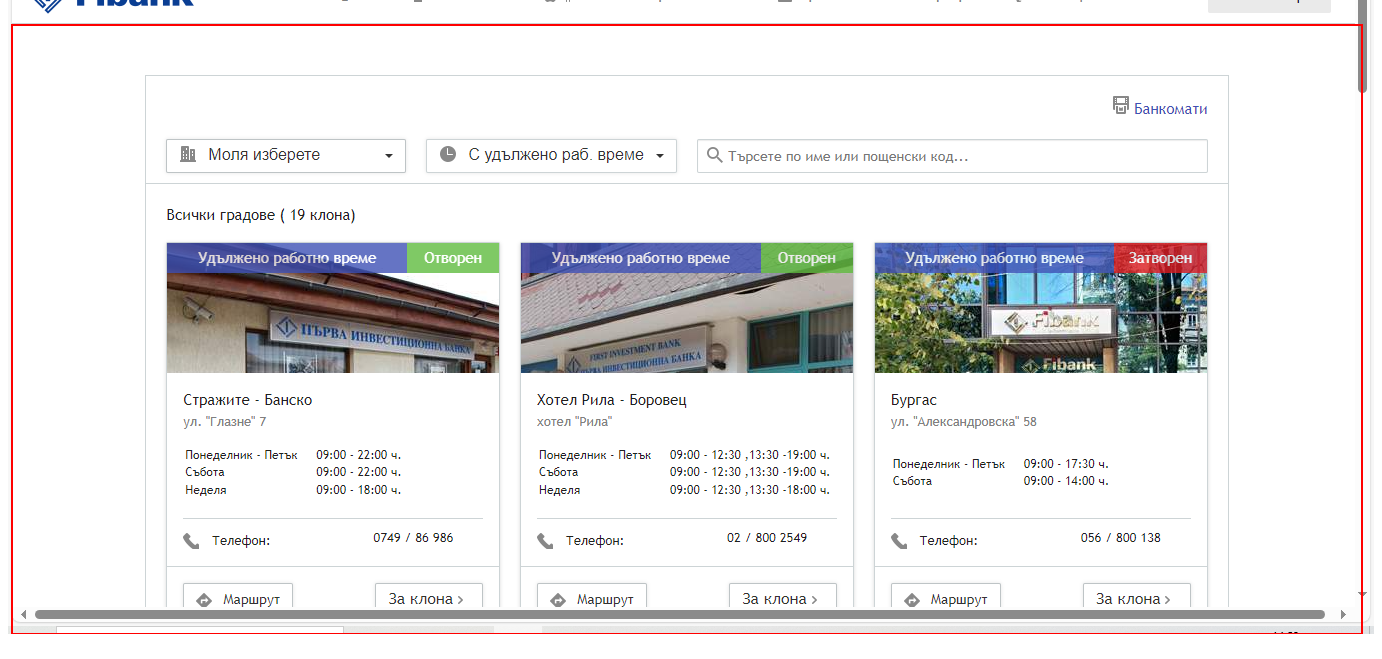 Fibank
Банкомати
Моля изберете
С удължено раб. време
Търсете по име или пощенски код...
Всички градове ( 19 клона)
Удължено работно време Отворен
ПЪРВА ИНВЕСТИЦИОННА БАНКА
Стражите - Банско
ул. "Глазне" 7
Понеделник - Петък 09:00 - 22:00 ч.
Събота 09:00 - 22:00 ч.
Неделя 09:00 - 18:00 ч.
Телефон: 0749 / 86 986
Маршрут За клона ›
Удължено работно време Отворен
FIRST INVESTMENT BANK
ПЪРВА ИНВЕСТИЦИОННА БАНКА
Хотел Рила - Боровец
хотел "Рила"
Понеделник - Петък 09:00 - 12:30 ,13:30 -19:00 ч.
Събота 09:00 - 12:30 ,13:30 -19:00 ч.
Неделя 09:00 - 12:30 ,13:30 -18:00 ч.
Телефон: 02 / 800 2549
Маршрут За клона ›
Удължено работно време Затворен
Fibank
Fibank
Бургас
ул. "Александровска" 58
Понеделник - Петък 09:00 - 17:30 ч.
Събота 09:00 - 14:00 ч.
Телефон: 056 / 800 138
Маршрут За клона ›